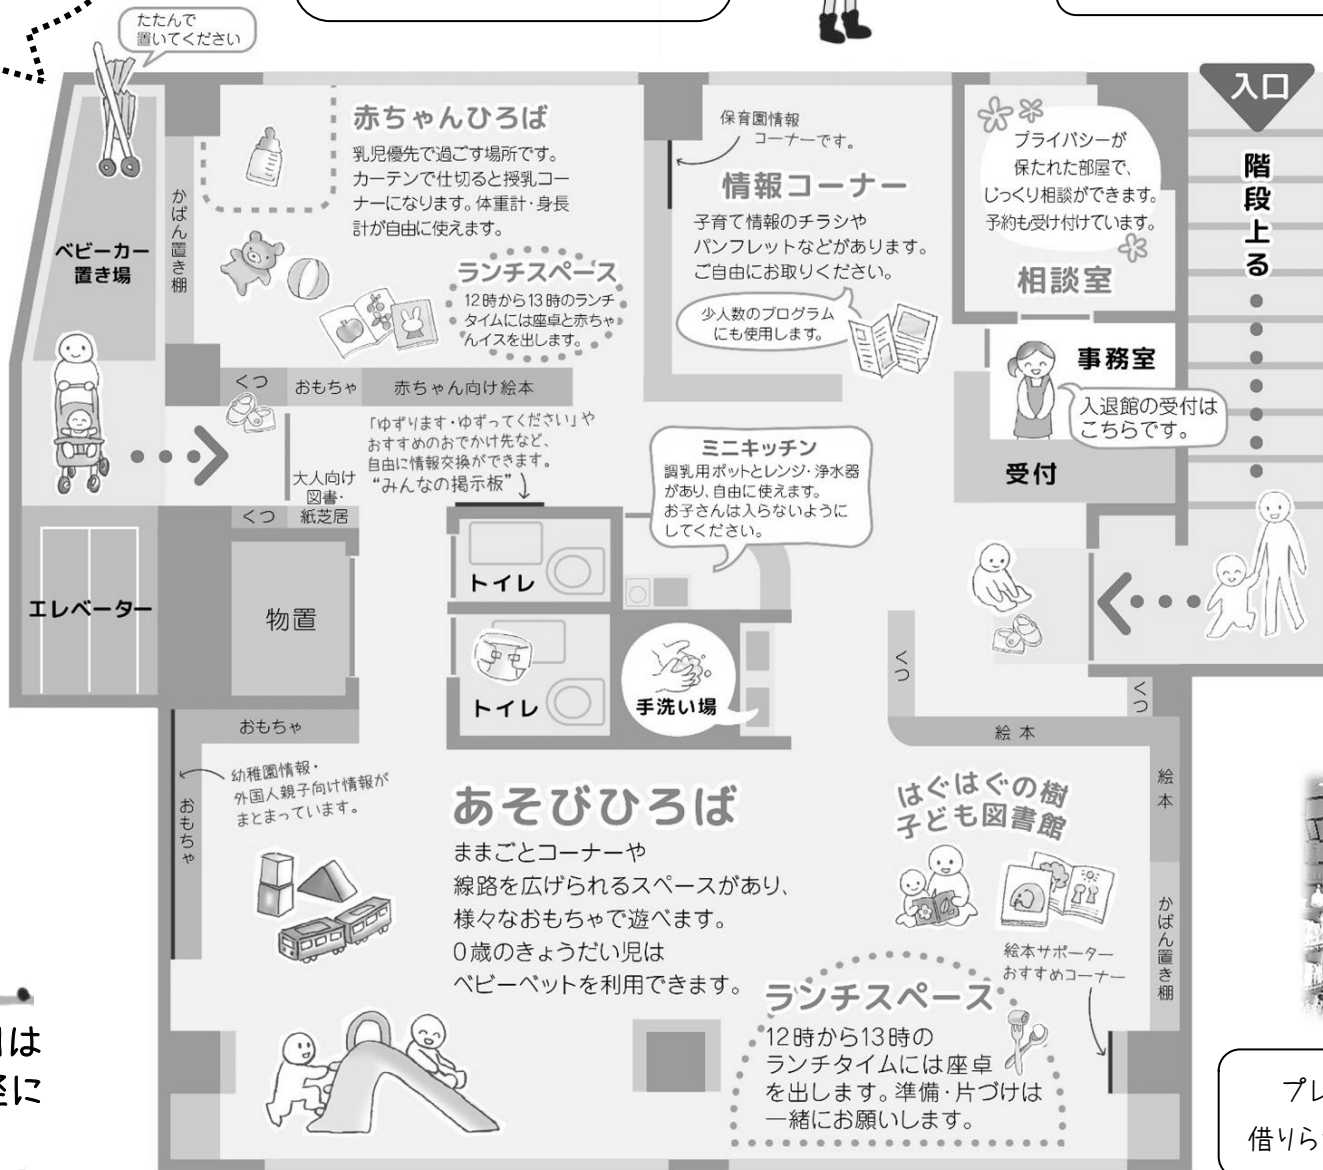 たたんで
置いてください
入口
階段上る
ベビーカー
置き場
かばん置き棚
赤ちゃんひろば
乳児優先で過ごす場所です。
カーテンで仕切ると授乳コー
ナーになります。体重計・身長
計が自由に使えます。
ランチスペース
12時から13時のランチ
タイムには座卓と赤ちゃ
んイスを出します。
保育園情報
コーナーです。
情報コーナー
子育て情報のチラシや
パンフレットなどがあります。
ご自由にお取りください。
少人数のプログラム
にも使用します。
プライバシーが
保たれた部屋で、
じっくり相談ができます。
予約も受け付けています。
相談室
事務室
入退館の受付は
こちらです。
受付
くつ
おもちゃ
赤ちゃん向け絵本
「ゆずります・ゆずってください」や
おすすめのおでかけ先など、
自由に情報交換ができます。
“みんなの掲示板”
大人向け
図書・
紙芝居
くつ
ミニキッチン
調乳用ポットとレンジ・浄水器
があり、自由に使えます。
お子さんは入らないように
してください。
エレベーター
物置
トイレ
トイレ
手洗い場
くつ
くつ
絵本
絵本
かばん置き棚
おもちゃ
おもちゃ
幼稚園情報・
外国人親子向け情報が
まとまっています。
あそびひろば
ままごとコーナーや
線路を広げられるスペースがあり、
様々なおもちゃで遊べます。
0歳のきょうだい児は
ベビーベットを利用できます。
はぐはぐの樹
子ども図書館
絵本サポーター
おすすめコーナー
ランチスペース
12時から13時の
ランチタイムには座卓
を出します。準備・片づけは
一緒にお願いします。
は
に
プレ
借りら